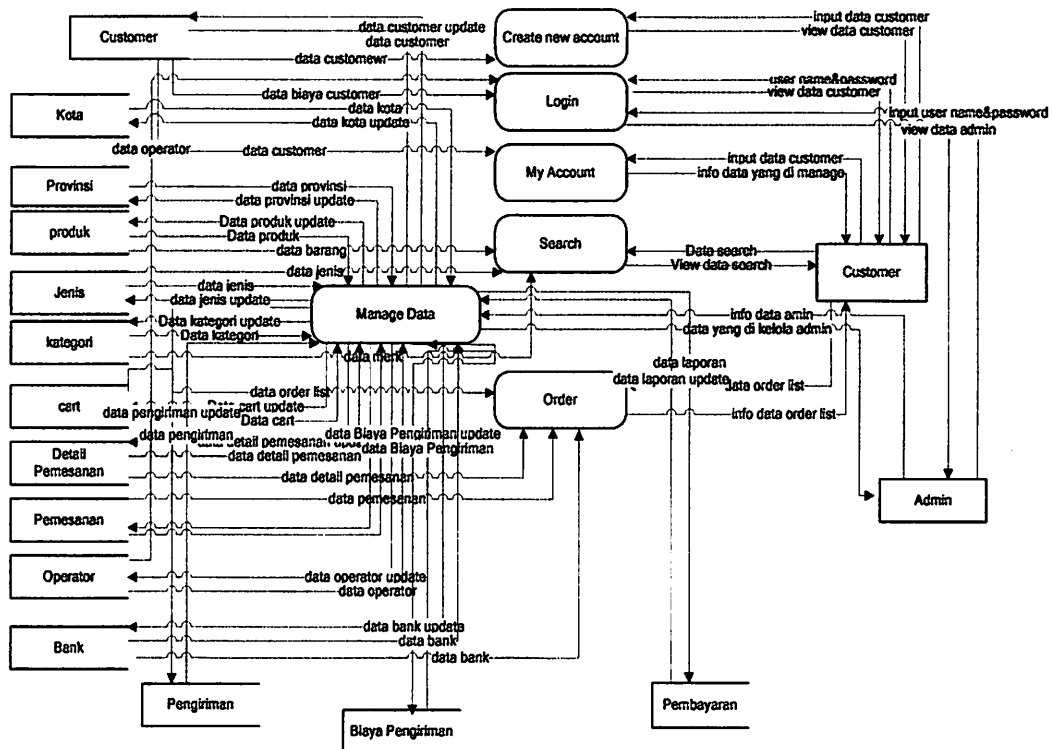 Customer
data customer update
data customer
data customewr
Create new account
input data customer
view data customer
Kota
data biaya customer
data kota
data kota update
Login
user name&password
view data customer
input user name&password
view data admin
data operator
data customer
My Account
input data customer
info data yang di manage
Provinsi
data provinsi
data provinsi update
produk
Data produk update
Data produk
data barang
Search
Data search
View data search
Customer
Jenis
data jenis
data jenis
data jenis update
Manage Data
info data amin
data yang di kelola admin
kategori
Data kategori update
Data kategori
data merk
data laporan
data laporan update
cart
data order list
Data cart update
Data cart
Order
data order list
info data order list
data pengiriman update
data pengiriman
data Biaya Pengiriman update
data Biaya Pengiriman
Detail
Pemesanan
data detail pemesanan
data detail pemesanan
data pemesanan
Pemesanan
Admin
Operator
data operator update
data operator
Bank
data bank update
data bank
data bank
Pengiriman
Biaya Pengiriman
Pembayaran